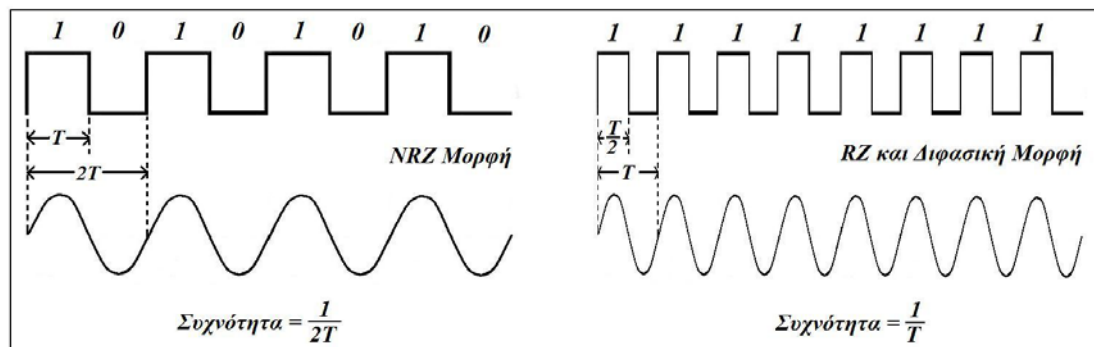 1 0 1 0 1 0 1 0
T
2T
NRZ Μορφή
Συχνότητα = 1/2T
1 1 1 1 1 1 1 1
T/2
T
RZ και Διφασική Μορφή
Συχνότητα = 1/T